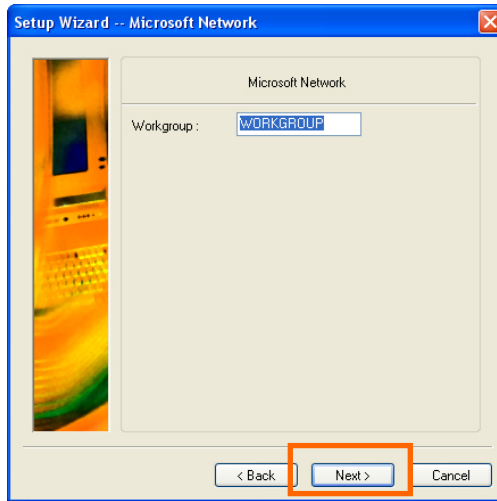 Setup Wizard -- Microsoft Network
Microsoft Network
Workgroup : WORKGROUP
< Back Next > Cancel